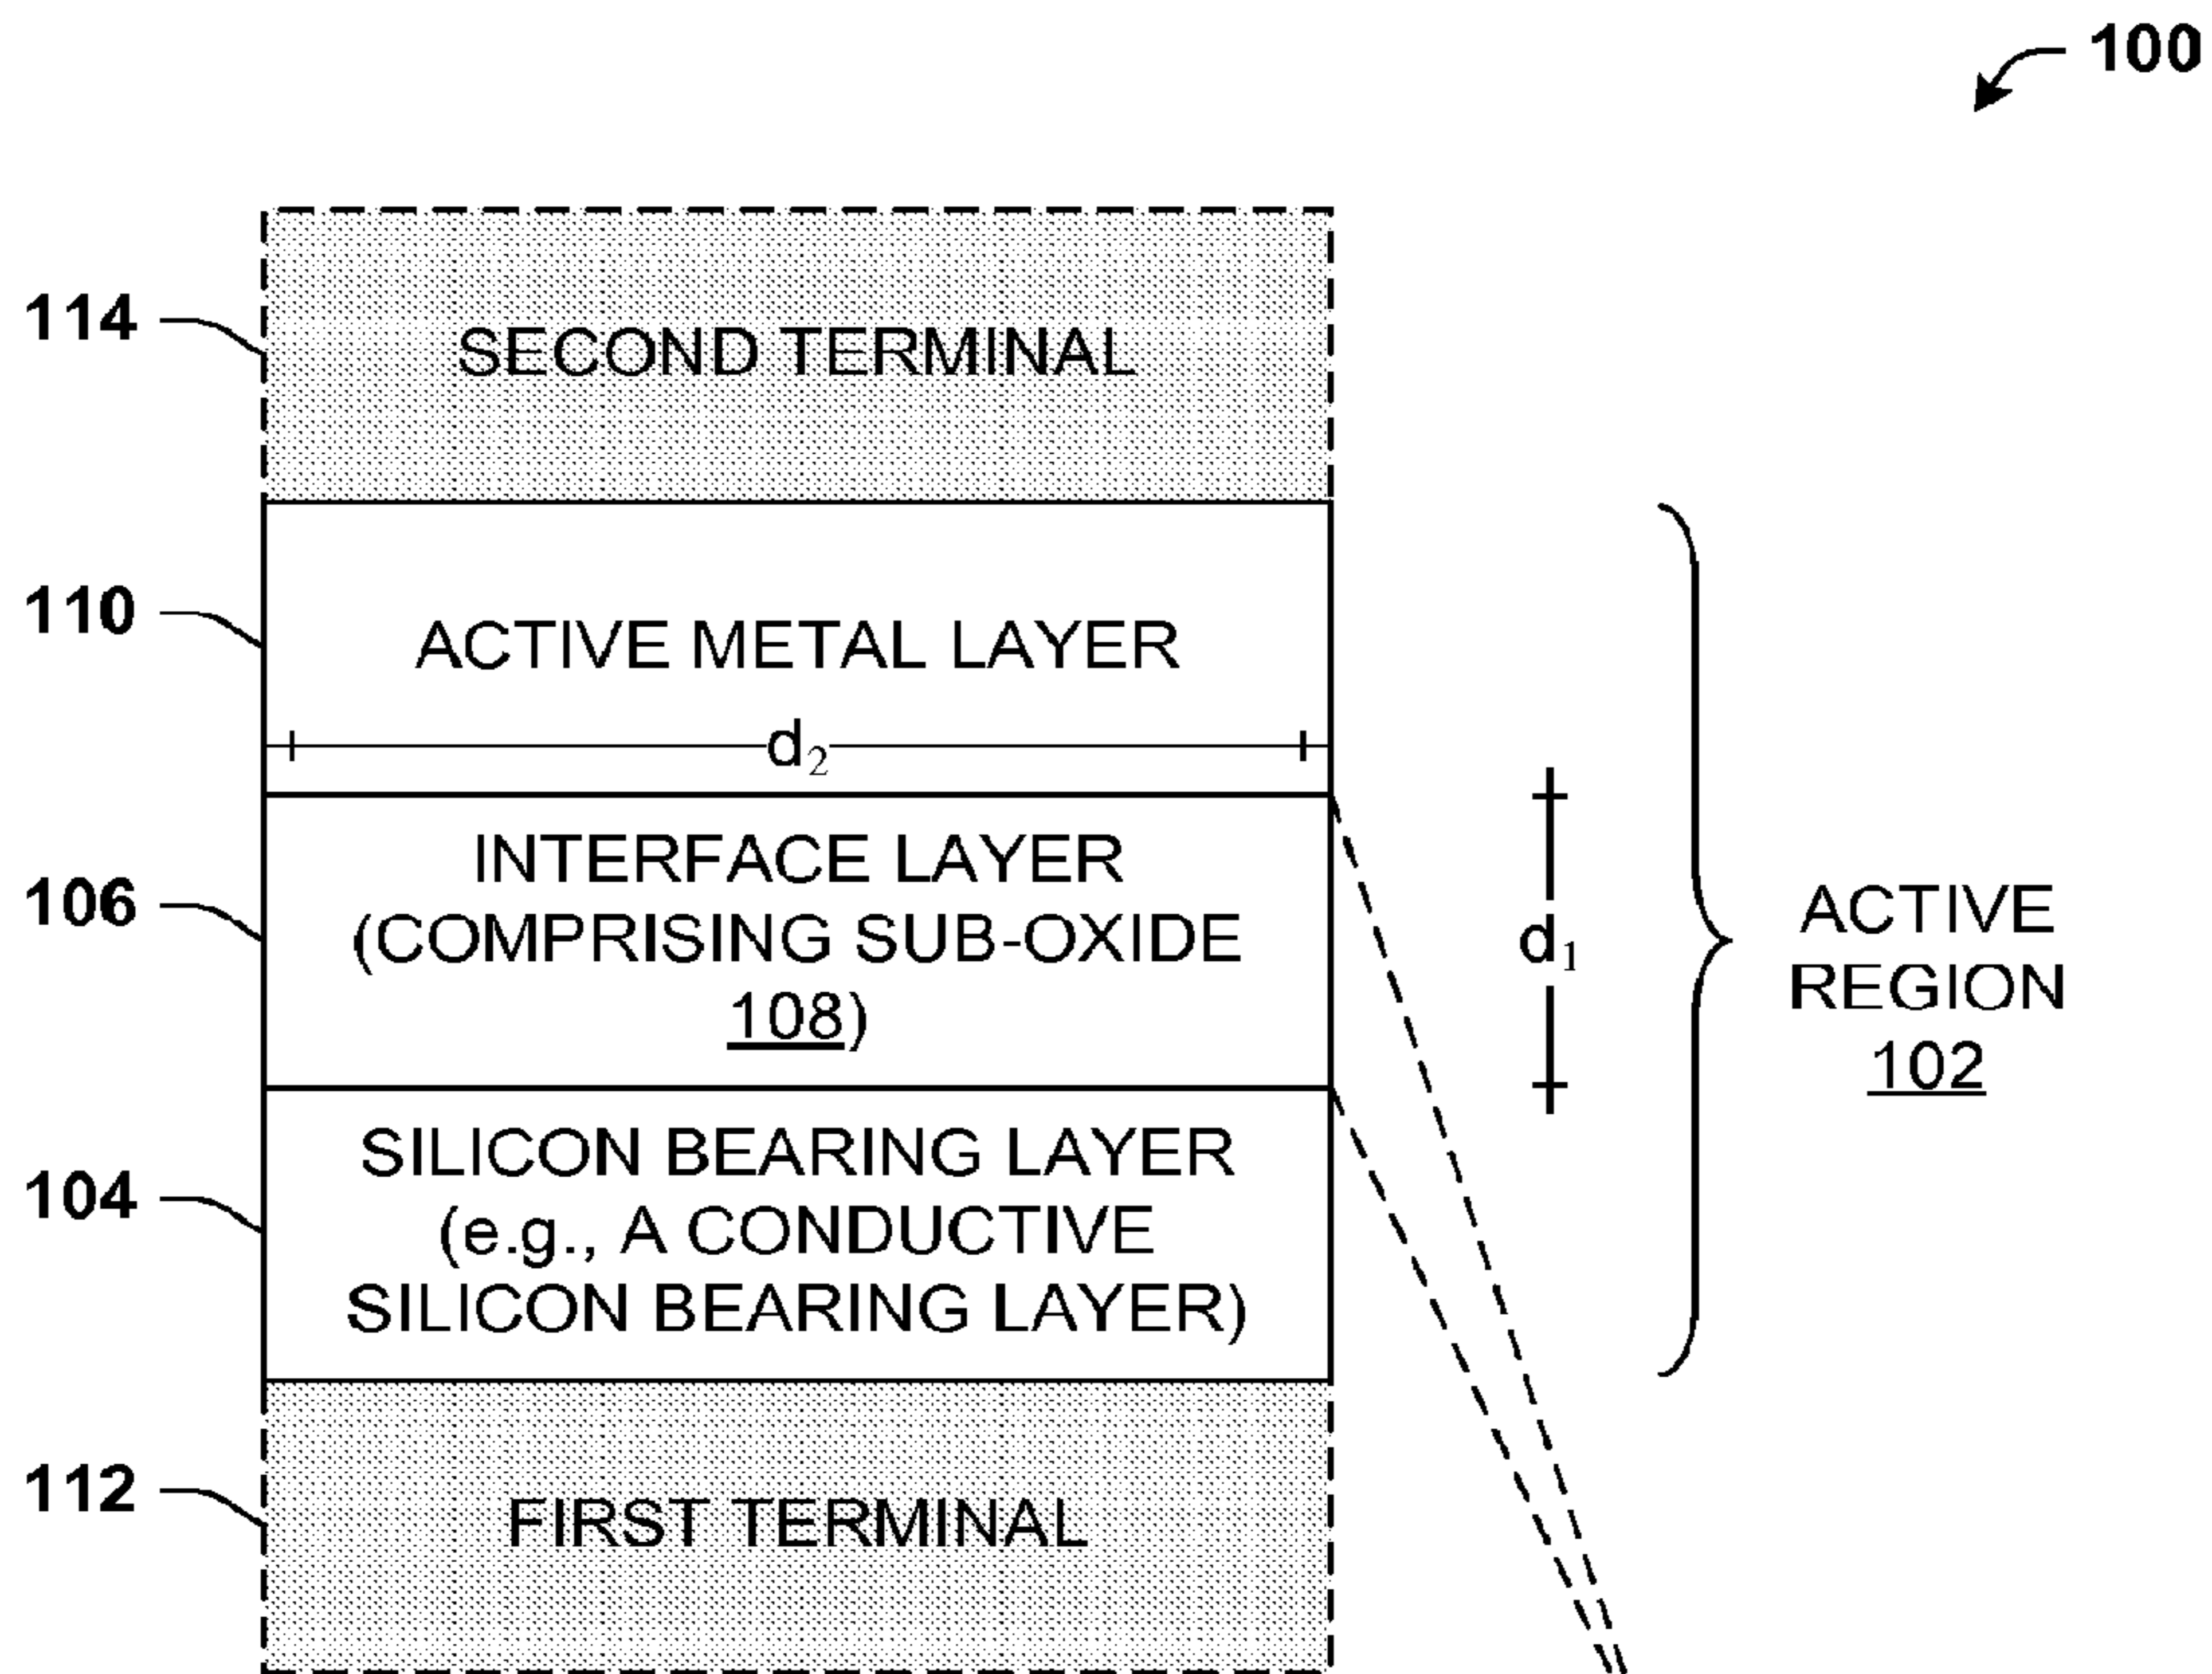 100
114
SECOND TERMINAL
110
ACTIVE METAL LAYER
d₂
106
INTERFACE LAYER
(COMPRISING SUB-OXIDE
108)
d₁
ACTIVE
REGION
102
104
SILICON BEARING LAYER
(e.g., A CONDUCTIVE
SILICON BEARING LAYER)
112
FIRST TERMINAL